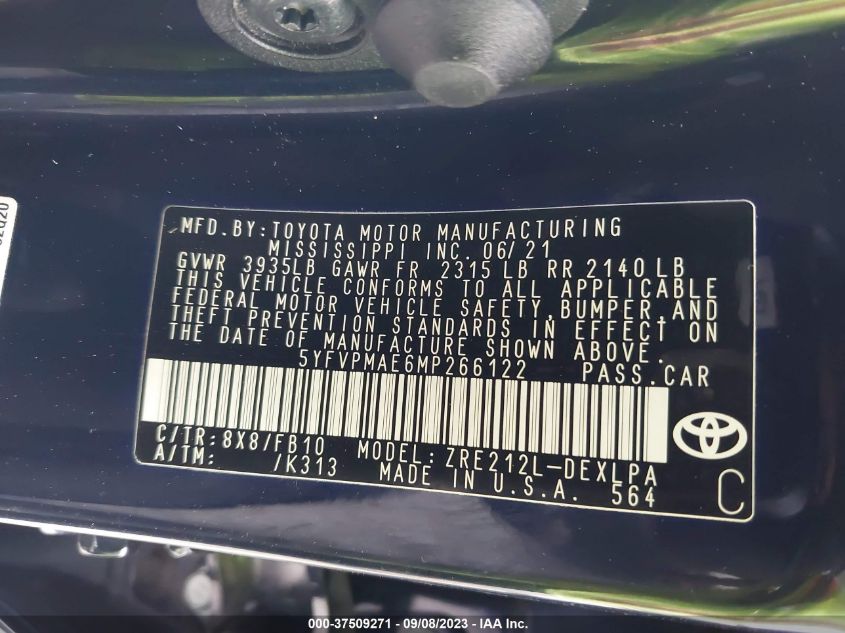 MFD.BY:TOYOTA MOTOR MANUFACTURING
MISSISSIPPI INC. 06/21
GVWR 3935LB GAWR FR 2315 LB RR 2140 LB
THIS VEHICLE CONFORMS TO ALL APPLICABLE
FEDERAL MOTOR VEHICLE SAFETY,BUMPER,AND
THEFT PREVENTION STANDARDS IN EFFECT ON
THE DATE OF MANUFACTURE SHOWN ABOVE.
5YFVPMAE6MP266122 PASS.CAR
C/TR:8X8/FB10 MODEL:ZRE212L-DEXLPA
A/TM: /K313 MADE IN U.S.A. 564
C
000-37509271 - 09/08/2023 - IAA Inc.